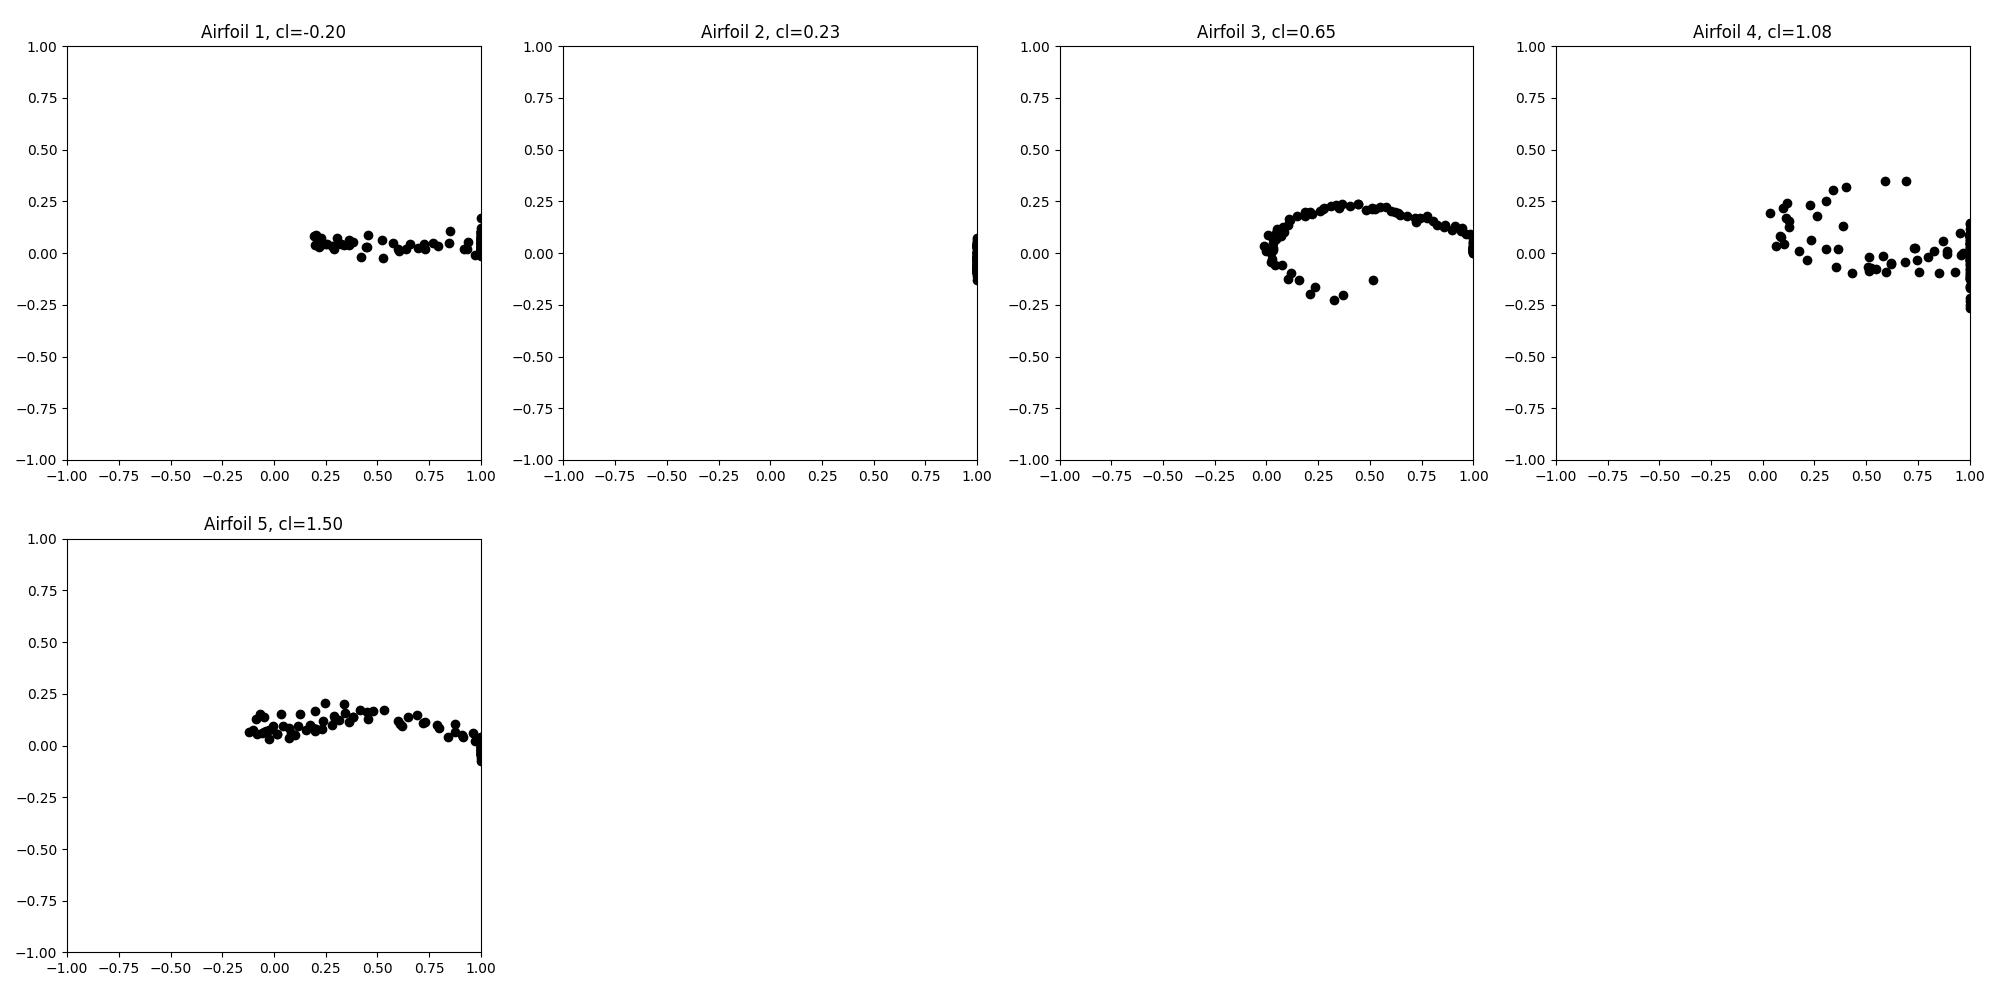 Airfoil 1, cl=-0.20
Airfoil 2, cl=0.23
Airfoil 3, cl=0.65
Airfoil 4, cl=1.08
1.00 1.00 1.00 1.00
0.75 0.75 0.75 0.75
0.50 0.50 0.50 0.50
0.25 0.25 0.25 0.25
0.00 0.00 0.00 0.00
−0.25 −0.25 −0.25 −0.25
−0.50 −0.50 −0.50 −0.50
−0.75 −0.75 −0.75 −0.75
−1.00 −1.00 −1.00 −1.00
−1.00 −0.75 −0.50 −0.25 0.00 0.25 0.50 0.75 1.00
−1.00 −0.75 −0.50 −0.25 0.00 0.25 0.50 0.75 1.00
−1.00 −0.75 −0.50 −0.25 0.00 0.25 0.50 0.75 1.00
−1.00 −0.75 −0.50 −0.25 0.00 0.25 0.50 0.75 1.00
Airfoil 5, cl=1.50
1.00
0.75
0.50
0.25
0.00
−0.25
−0.50
−0.75
−1.00
−1.00 −0.75 −0.50 −0.25 0.00 0.25 0.50 0.75 1.00